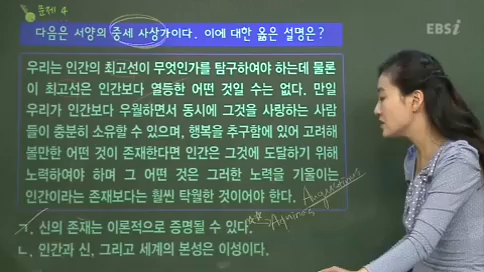 문제 4
EBSi
다음은 서양의 중세 사상가이다. 이에 대한 옳은 설명은?
우리는 인간의 최고선이 무엇인가를 탐구하여야 하는데 물론
이 최고선은 인간보다 열등한 어떤 것일 수는 없다. 만일
우리가 인간보다 우월하면서 동시에 그것을 사랑하는 사람
들이 충분히 소유할 수 있으며, 행복을 추구함에 있어 고려해
볼만한 어떤 것이 존재한다면 인간은 그것에 도달하기 위해
노력하여야 하며 그 어떤 것은 그러한 노력을 기울이는
인간이라는 존재보다는 훨씬 탁월한 것이어야 한다.
ㄱ. 신의 존재는 이론적으로 증명될 수 있다.
Aquinas
ㄴ. 인간과 신, 그리고 세계의 본성은 이성이다.